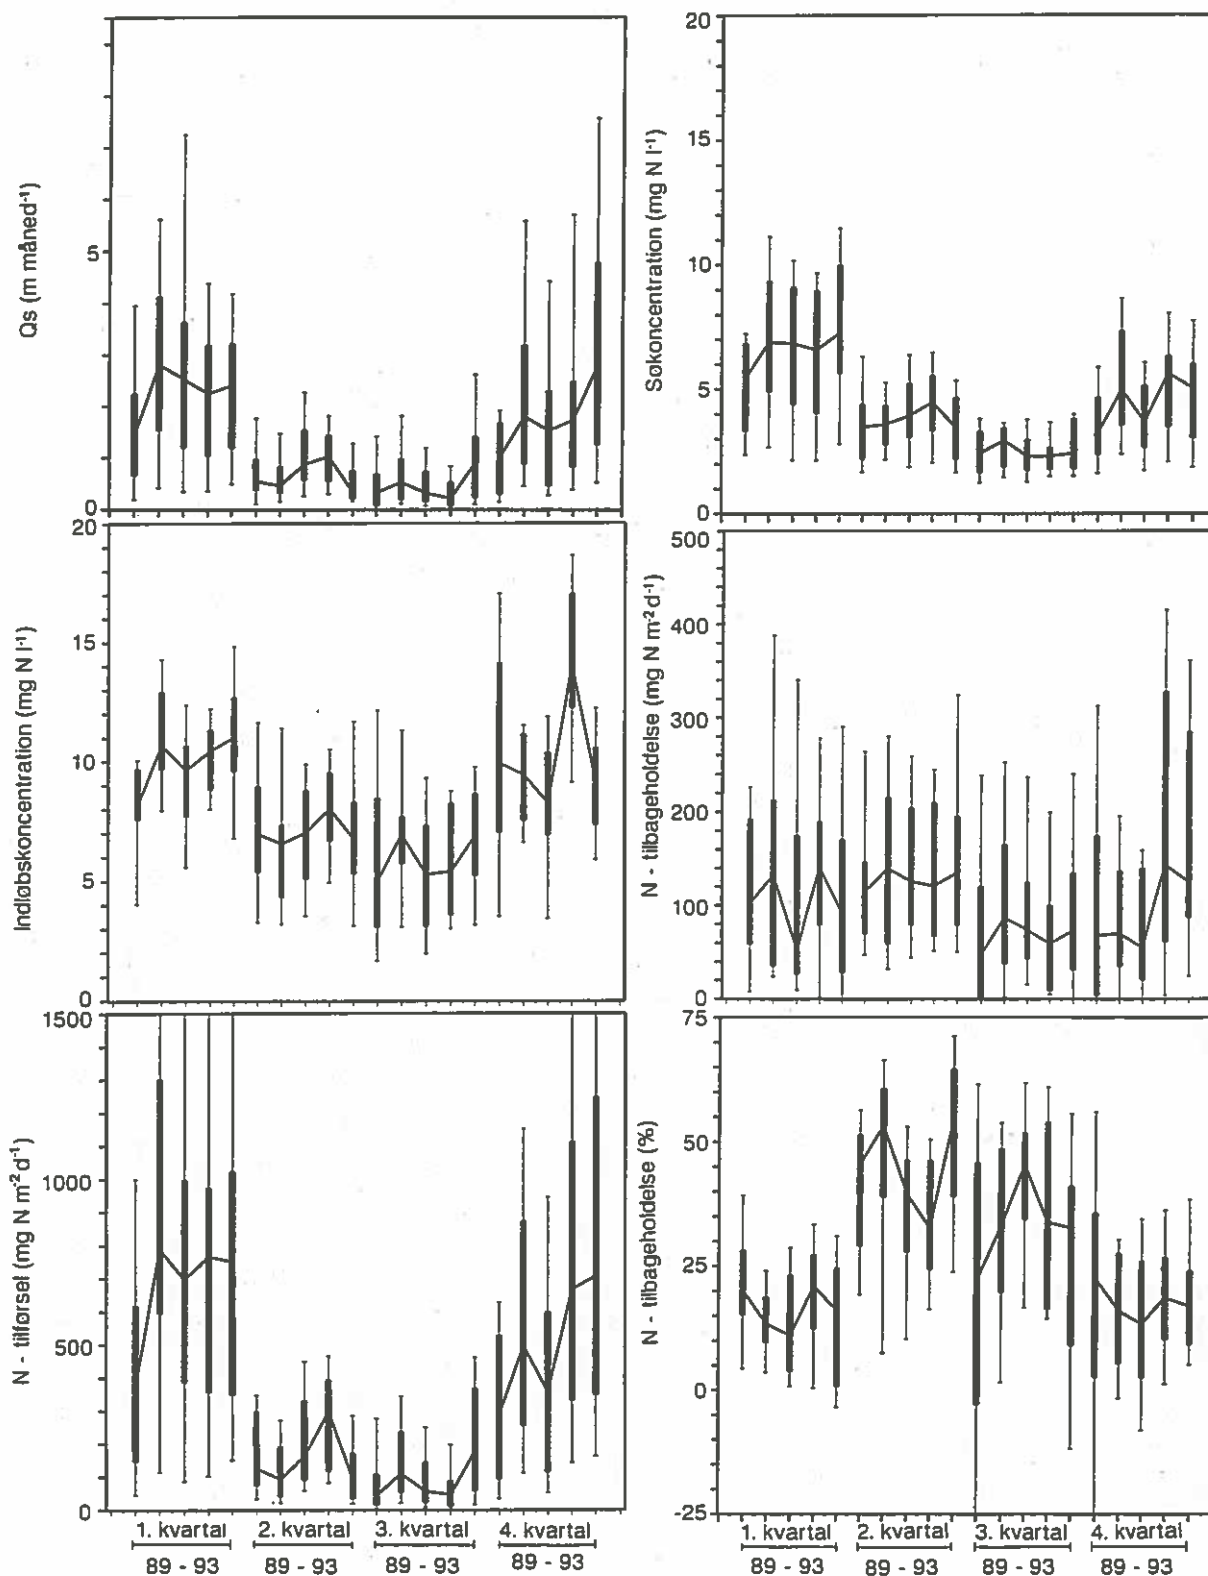 Qs (m måned-1)
5
0
Søkoncentration (mg N l-1)
20
15
10
5
0
Indløbskoncentration (mg N l-1)
20
15
10
5
0
N - tilbageholdelse (mg N m-2d-1)
500
400
300
200
100
0
N - tilførsel (mg N m-2d-1)
1500
1000
500
0
1. kvartal 2. kvartal 3. kvartal 4. kvartal
89 - 93 89 - 93 89 - 93 89 - 93
N - tilbageholdelse (%)
75
50
25
0
-25
1. kvartal 2. kvartal 3. kvartal 4. kvartal
89 - 93 89 - 93 89 - 93 89 - 93